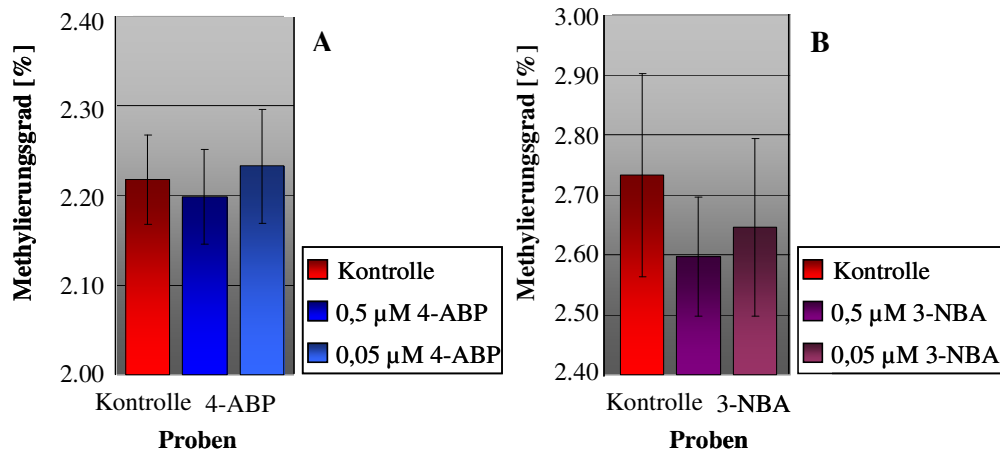 A
Methylierungsgrad [%]
2.40
2.30
2.20
2.10
2.00
Kontrolle 4-ABP
Proben
Kontrolle
0,5 µM 4-ABP
0,05 µM 4-ABP
B
Methylierungsgrad [%]
3.00
2.90
2.80
2.70
2.60
2.50
2.40
Kontrolle 3-NBA
Proben
Kontrolle
0,5 µM 3-NBA
0,05 µM 3-NBA